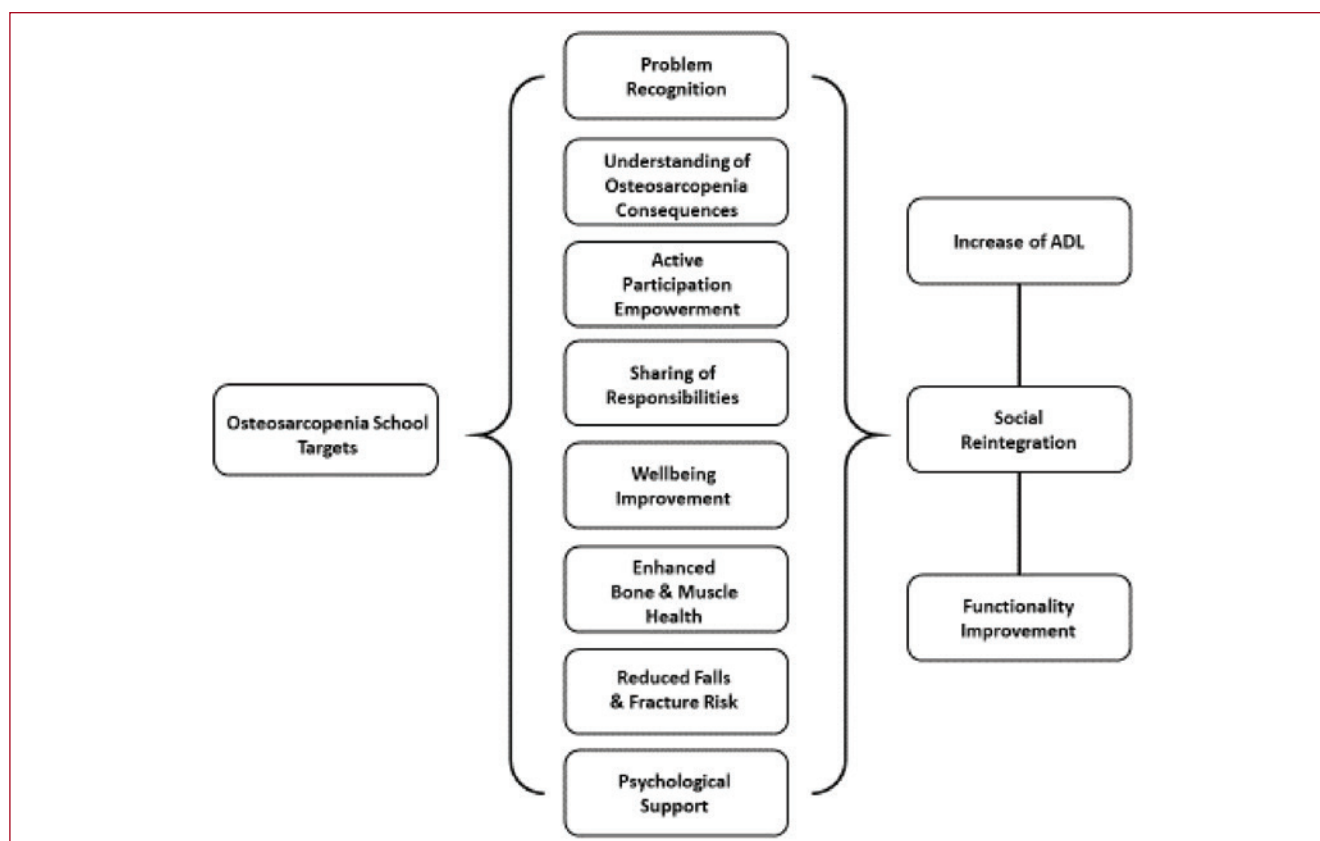 Osteosarcopenia School
Targets
Problem
Recognition
Understanding of
Osteosarcopenia
Consequences
Active
Participation
Empowerment
Sharing of
Responsibilities
Wellbeing
Improvement
Enhanced
Bone & Muscle
Health
Reduced Falls
& Fracture Risk
Psychological
Support
Increase of ADL
Social
Reintegration
Functionality
Improvement